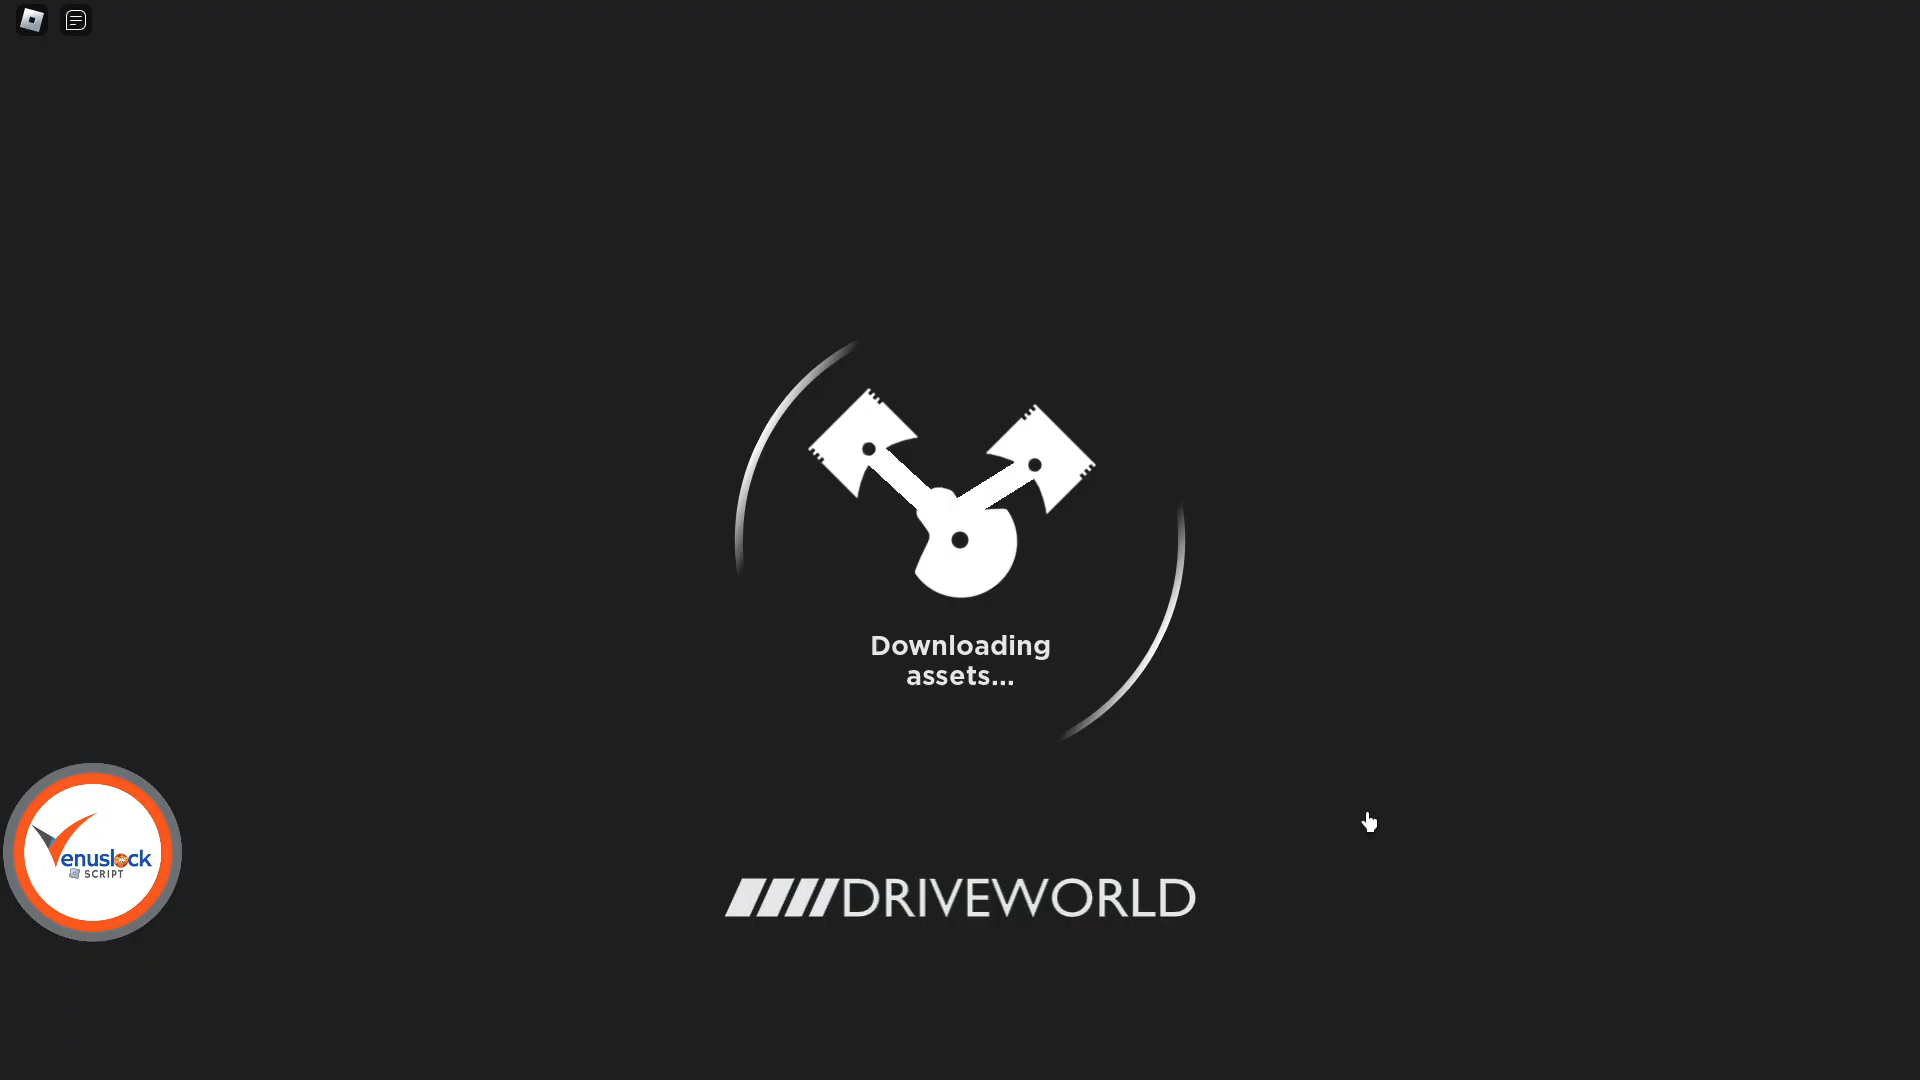 Downloading
assets...
Venuslock
SCRIPT
DRIVEWORLD